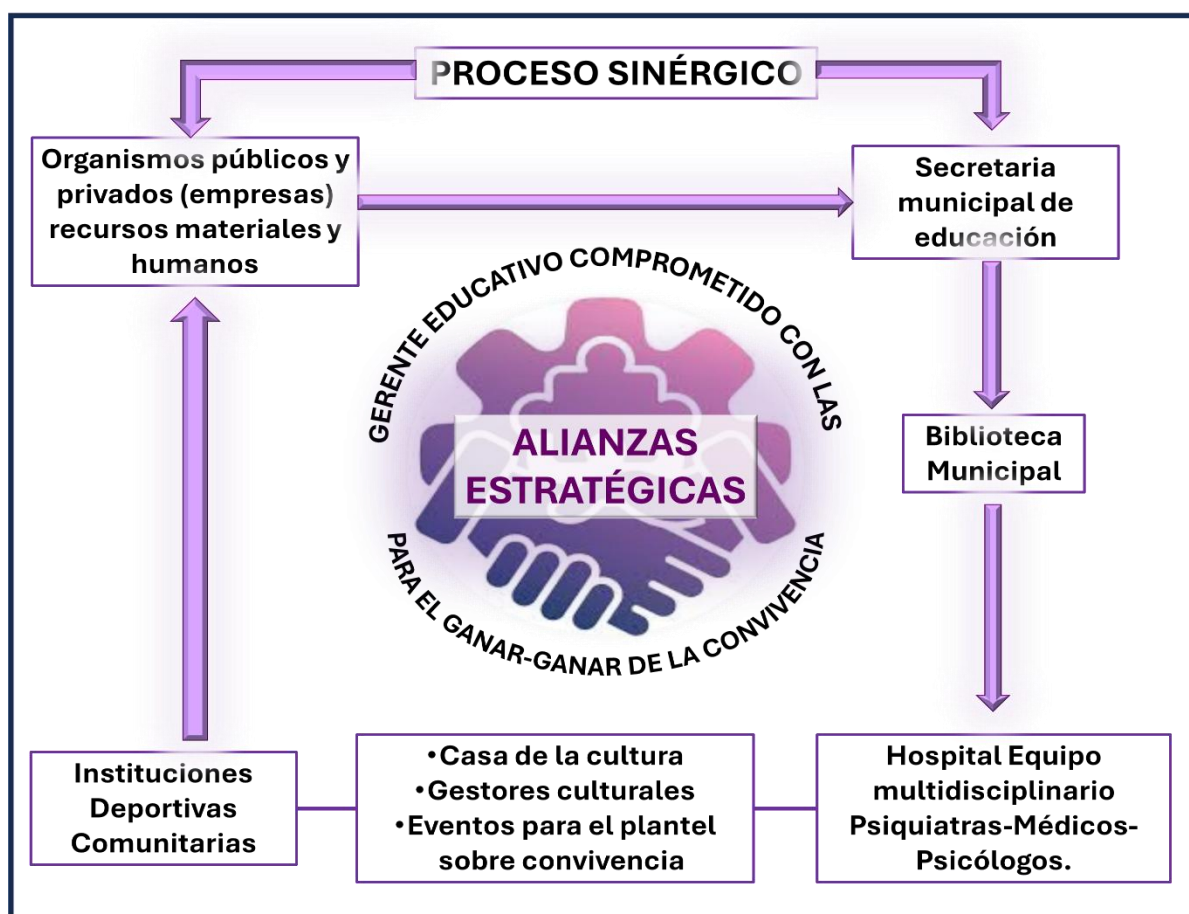 PROCESO SINÉRGICO
Organismos públicos y
privados (empresas)
recursos materiales y
humanos
Secretaria
municipal de
educación
GERENTE EDUCATIVO COMPROMETIDO CON LAS
ALIANZAS
ESTRATÉGICAS
PARA EL GANAR-GANAR DE LA CONVIVENCIA
Biblioteca
Municipal
Instituciones
Deportivas
Comunitarias
•Casa de la cultura
•Gestores culturales
•Eventos para el plantel
sobre convivencia
Hospital Equipo
multidisciplinario
Psiquiatras-Médicos-
Psicólogos.